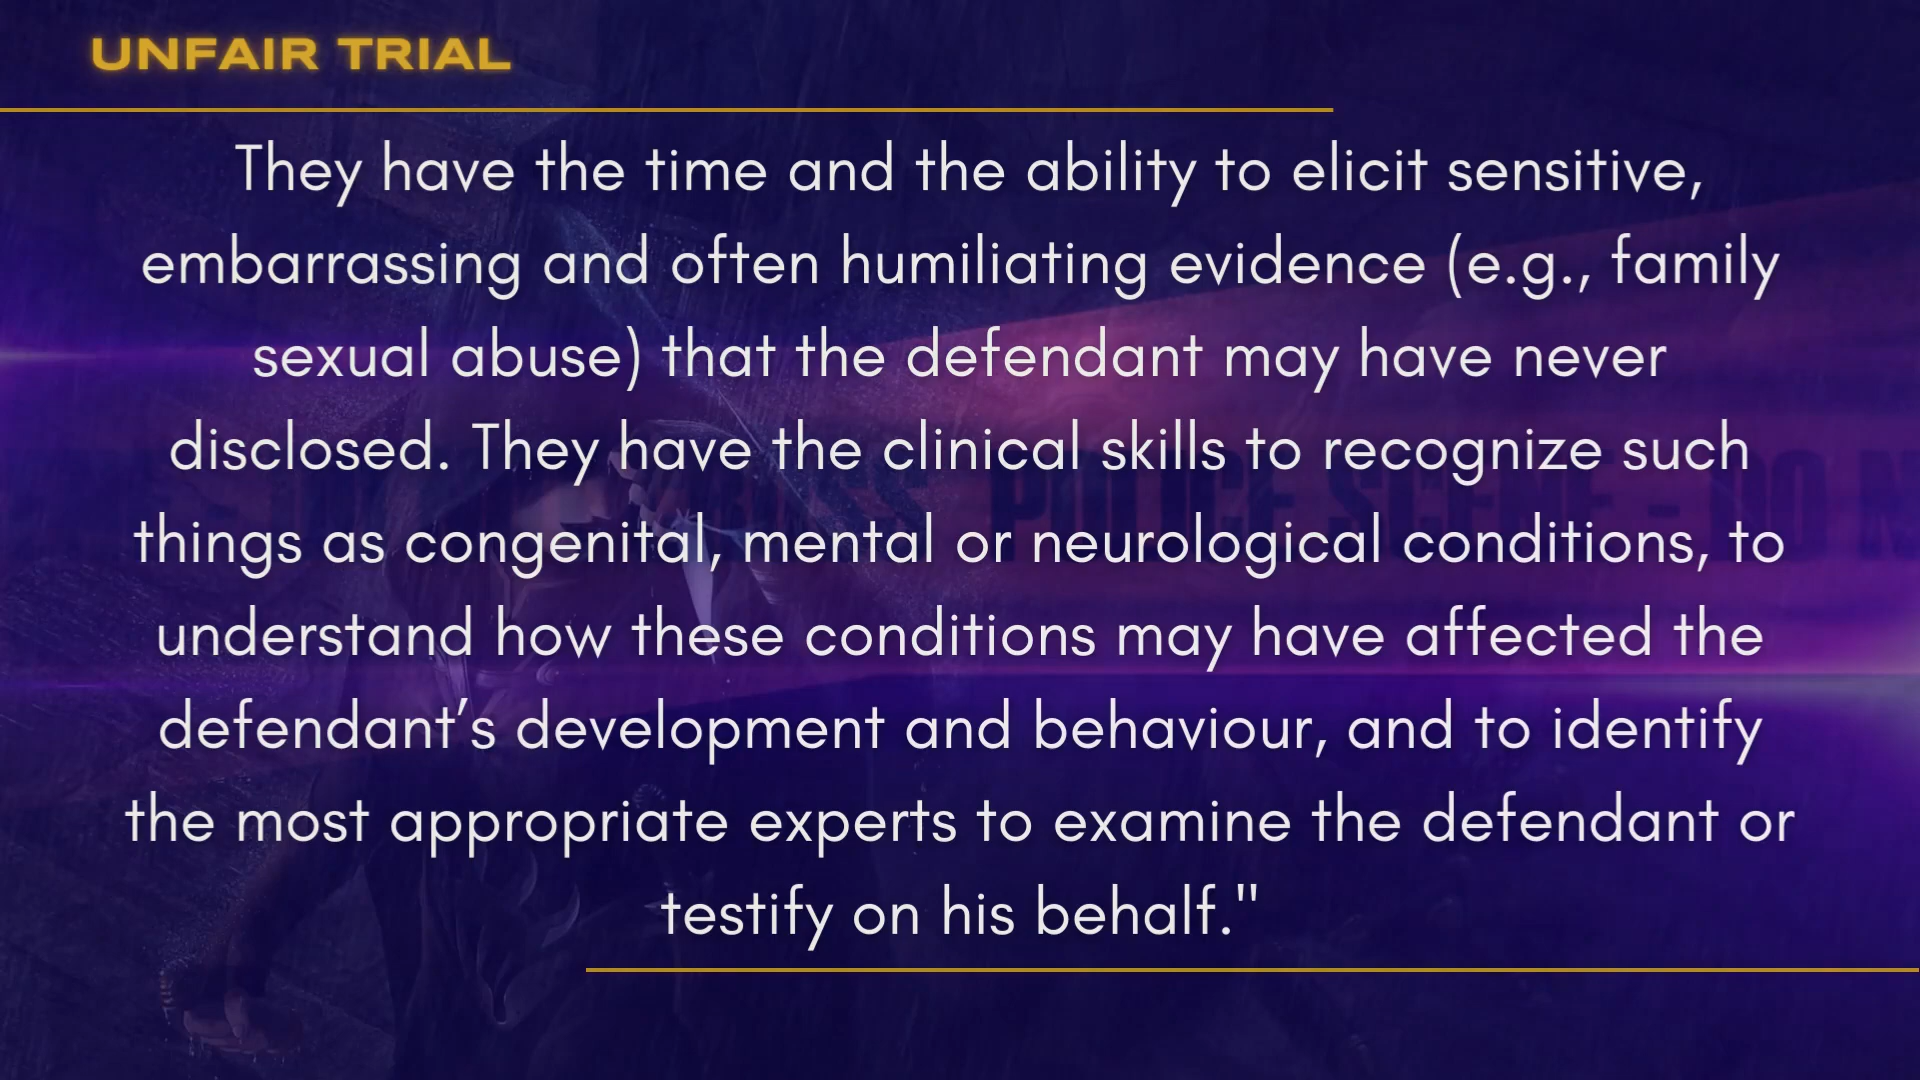 UNFAIR TRIAL
They have the time and the ability to elicit sensitive,
embarrassing and often humiliating evidence (e.g., family
sexual abuse) that the defendant may have never
disclosed. They have the clinical skills to recognize such
things as congenital, mental or neurological conditions, to
understand how these conditions may have affected the
defendant’s development and behaviour, and to identify
the most appropriate experts to examine the defendant or
testify on his behalf."
POLICE SCENE - DO N